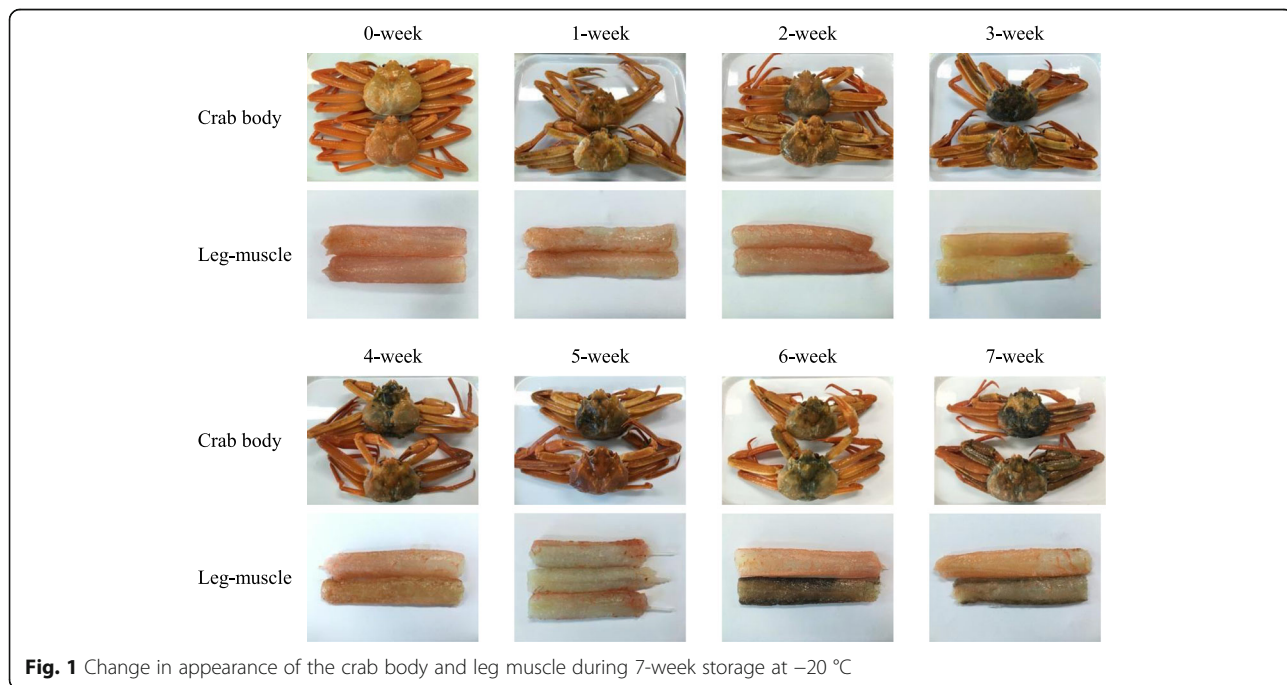 0-week 1-week 2-week 3-week
Crab body
Leg-muscle
4-week 5-week 6-week 7-week
Crab body
Leg-muscle
Fig. 1 Change in appearance of the crab body and leg muscle during 7-week storage at −20 °C